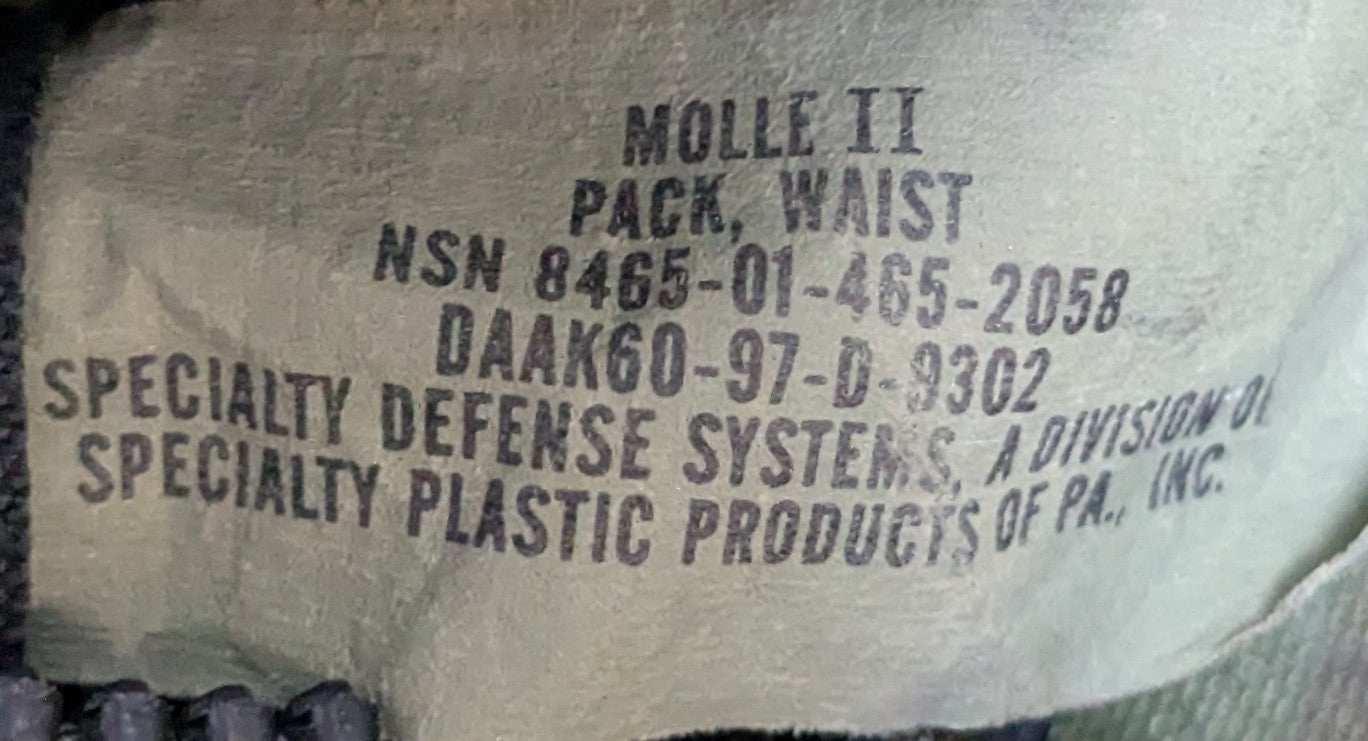 MOLLE II
PACK, WAIST
NSN 8465-01-465-2058
DAAK60-97-D-9302
SPECIALTY DEFENSE SYSTEMS, A DIVISION OF
SPECIALTY PLASTIC PRODUCTS OF PA., INC.